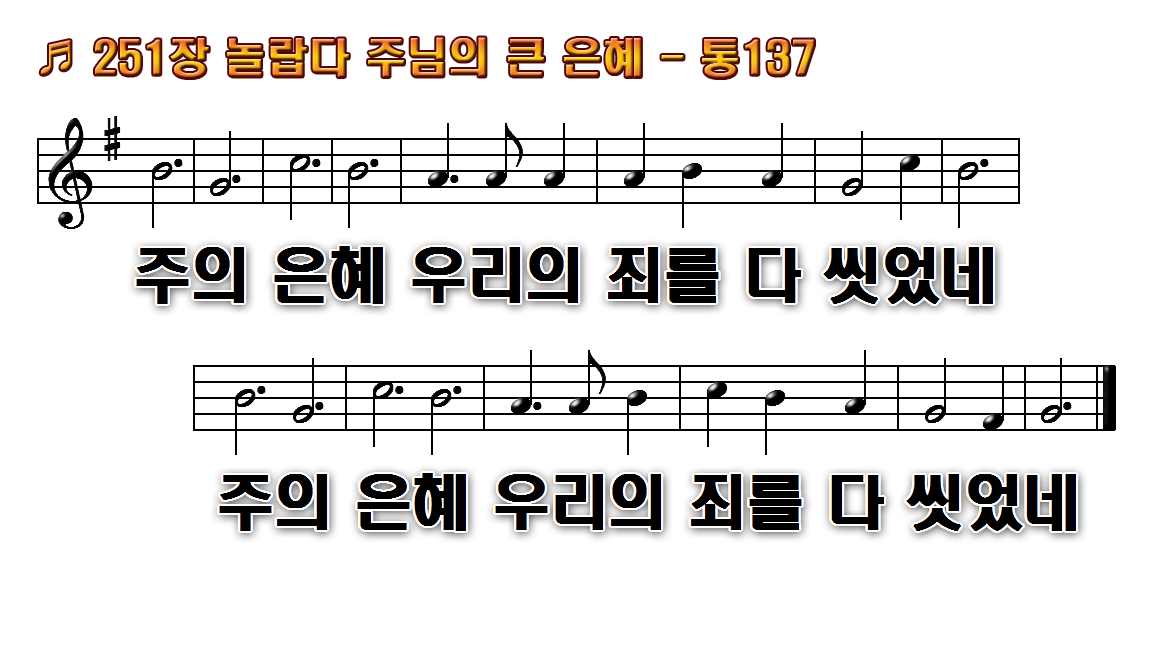 ♬ 251장 놀랍다 주님의 큰 은혜 - 통137
주의 은혜 우리의 죄를 다 씻었네
주의 은혜 우리의 죄를 다 씻었네